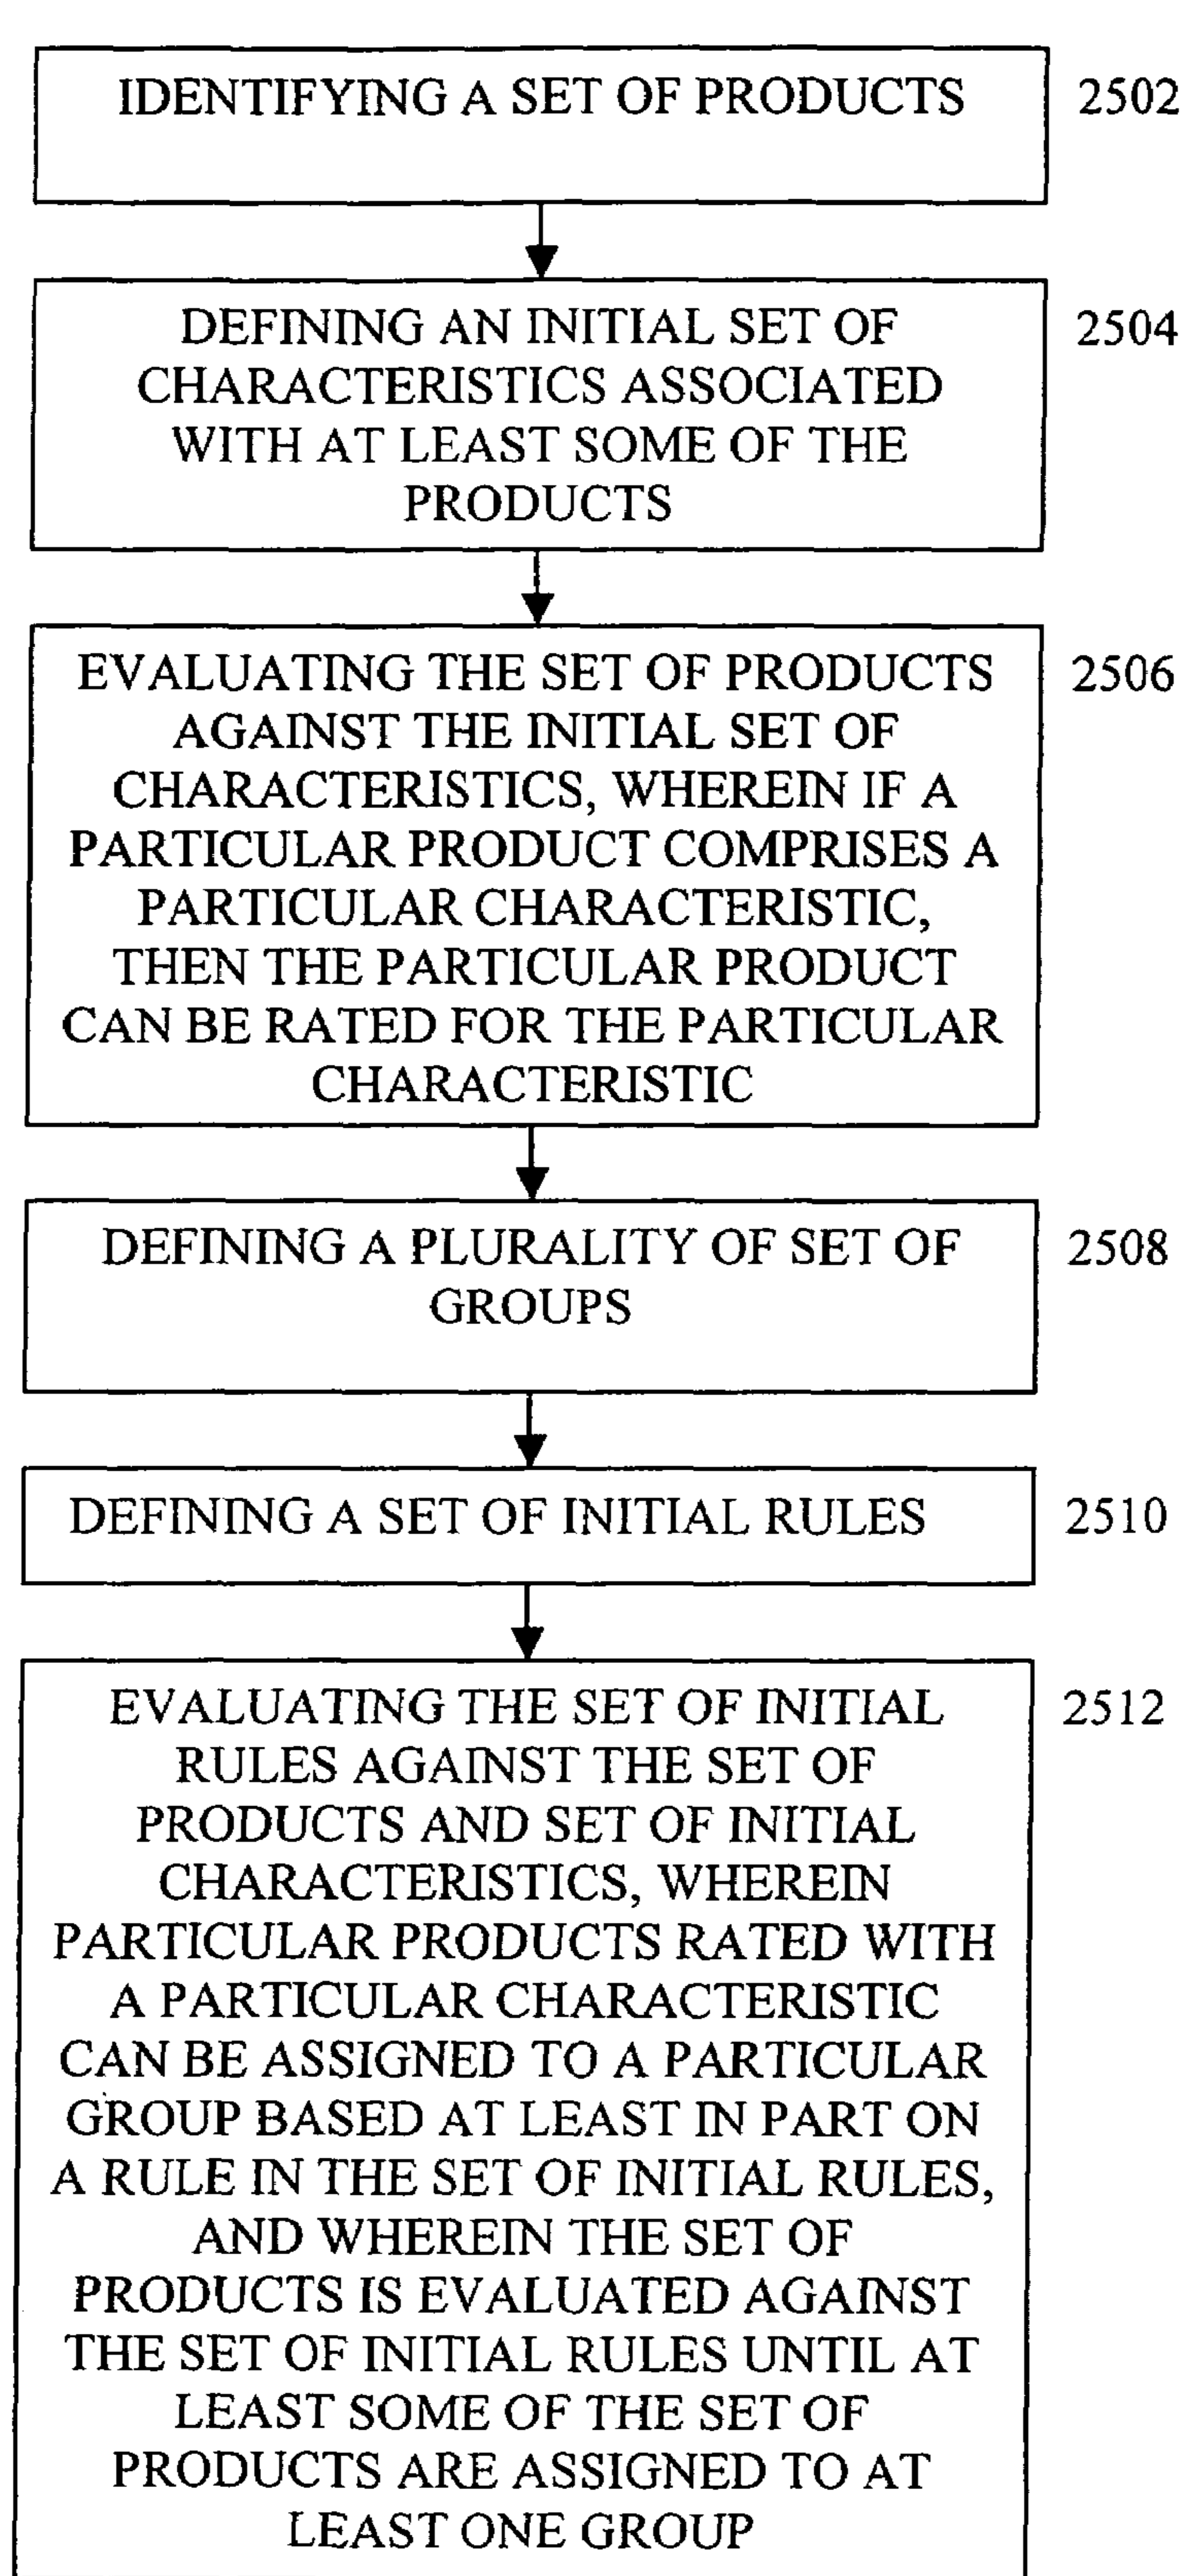 IDENTIFYING A SET OF PRODUCTS 2502
DEFINING AN INITIAL SET OF 2504
CHARACTERISTICS ASSOCIATED
WITH AT LEAST SOME OF THE
PRODUCTS
EVALUATING THE SET OF PRODUCTS 2506
AGAINST THE INITIAL SET OF
CHARACTERISTICS, WHEREIN IF A
PARTICULAR PRODUCT COMPRISES A
PARTICULAR CHARACTERISTIC,
THEN THE PARTICULAR PRODUCT
CAN BE RATED FOR THE PARTICULAR
CHARACTERISTIC
DEFINING A PLURALITY OF SET OF 2508
GROUPS
DEFINING A SET OF INITIAL RULES 2510
EVALUATING THE SET OF INITIAL 2512
RULES AGAINST THE SET OF
PRODUCTS AND SET OF INITIAL
CHARACTERISTICS, WHEREIN
PARTICULAR PRODUCTS RATED WITH
A PARTICULAR CHARACTERISTIC
CAN BE ASSIGNED TO A PARTICULAR
GROUP BASED AT LEAST IN PART ON
A RULE IN THE SET OF INITIAL RULES,
AND WHEREIN THE SET OF
PRODUCTS IS EVALUATED AGAINST
THE SET OF INITIAL RULES UNTIL AT
LEAST SOME OF THE SET OF
PRODUCTS ARE ASSIGNED TO AT
LEAST ONE GROUP